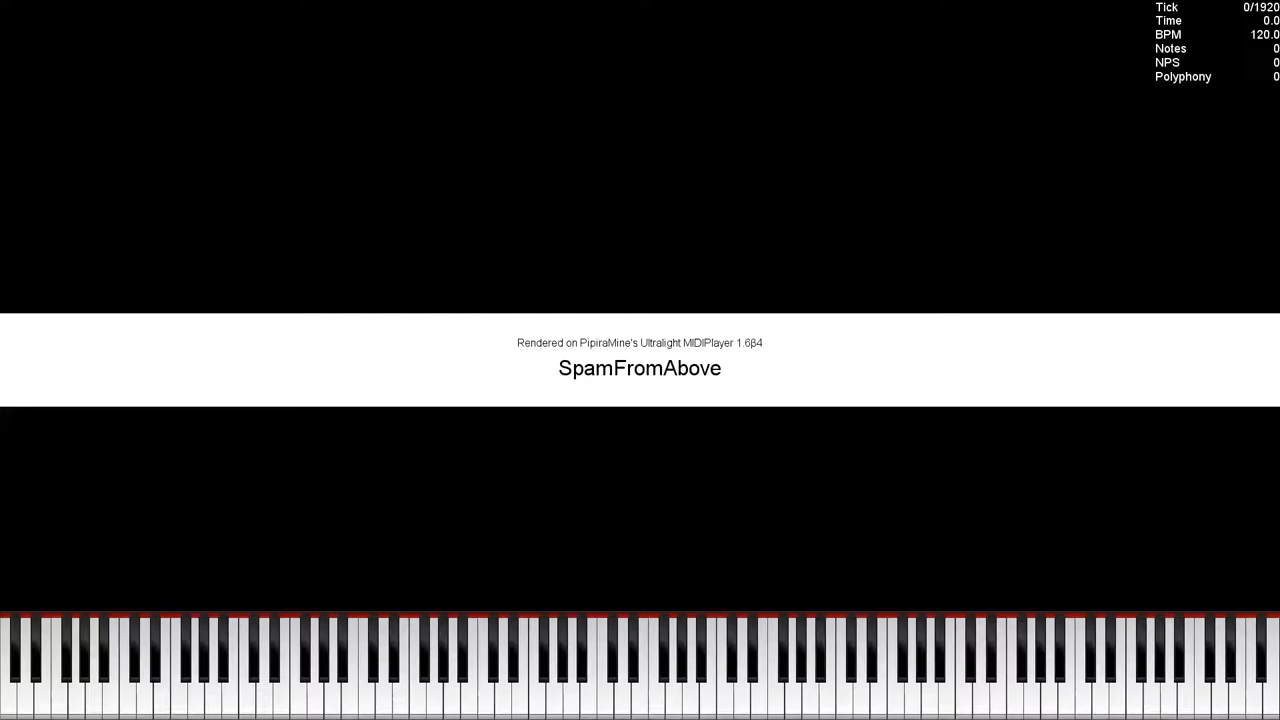 Tick 0/1920
Time 0.0
BPM 120.0
Notes 0
NPS 0
Polyphony 0
Rendered on PipiraMine's Ultralight MIDIPlayer 1.6β4
SpamFromAbove